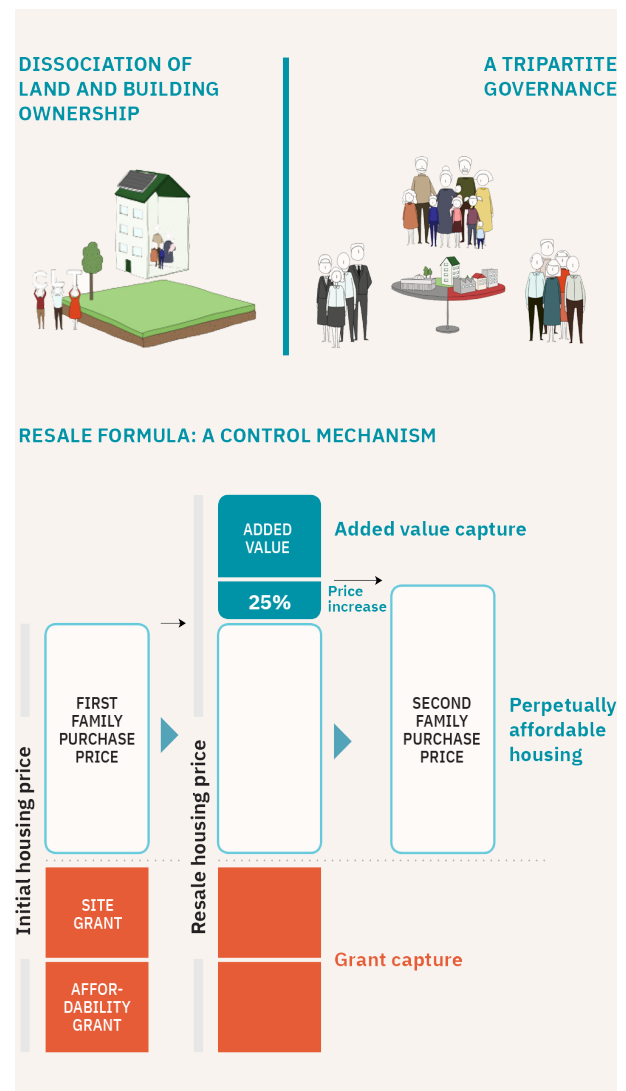 DISSOCIATION OF
LAND AND BUILDING
OWNERSHIP
A TRIPARTITE
GOVERNANCE
CLT
RESALE FORMULA: A CONTROL MECHANISM
ADDED
VALUE
Added value capture
25%
Price
increase
FIRST
FAMILY
PURCHASE
PRICE
SECOND
FAMILY
PURCHASE
PRICE
Perpetually
affordable
housing
Initial housing price
Resale housing price
SITE
GRANT
Grant capture
AFFOR-
DABILITY
GRANT